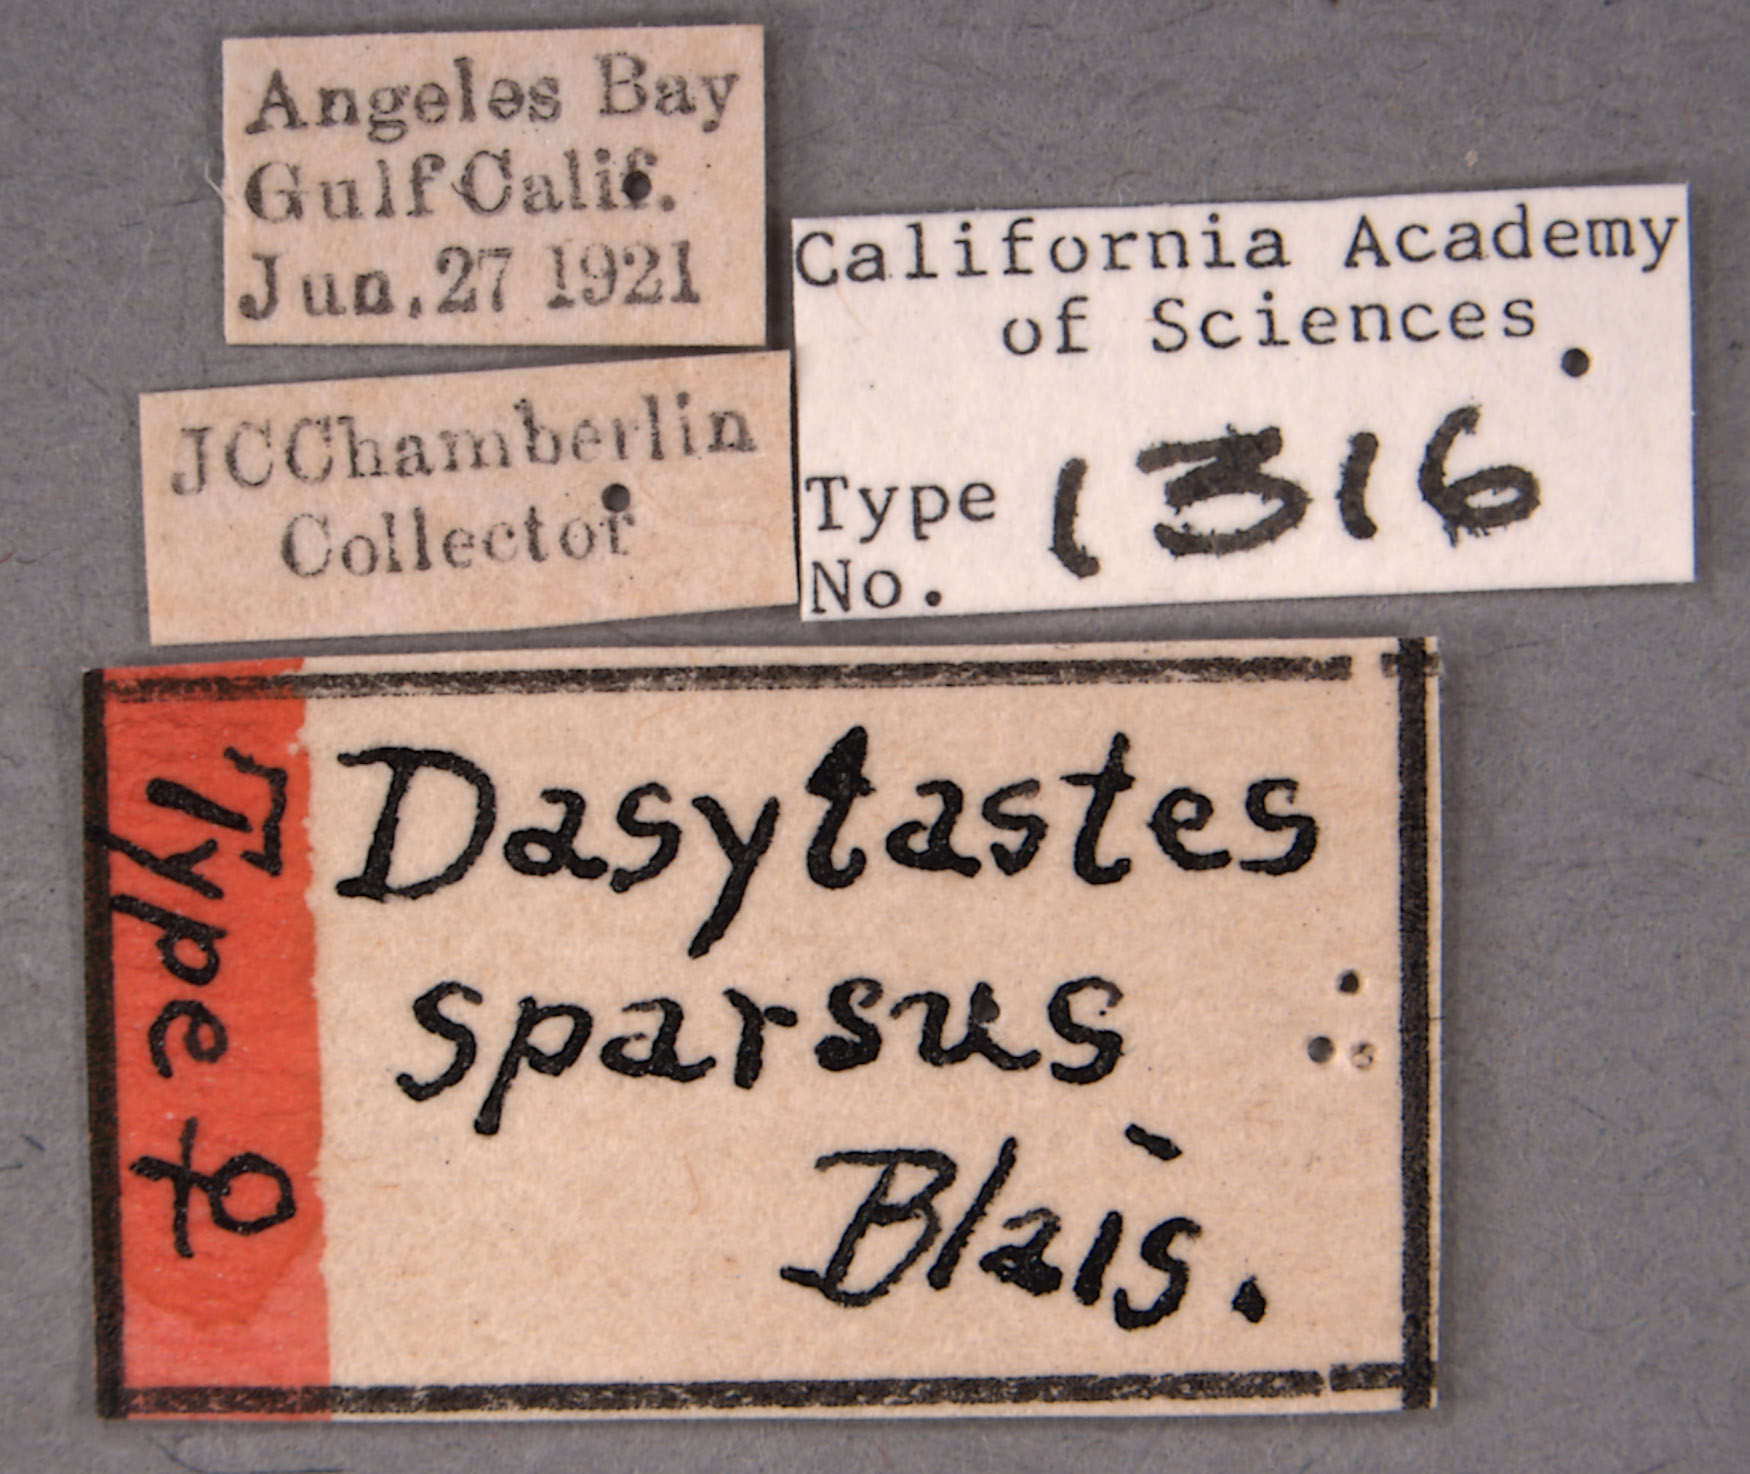 Angeles Bay
Gulf Calif.
Jun. 27 1921
JCChamberlin
Collector
California Academy
of Sciences
Type
No. 1316
Type ♀
Dasytastes
sparsus
Blais.